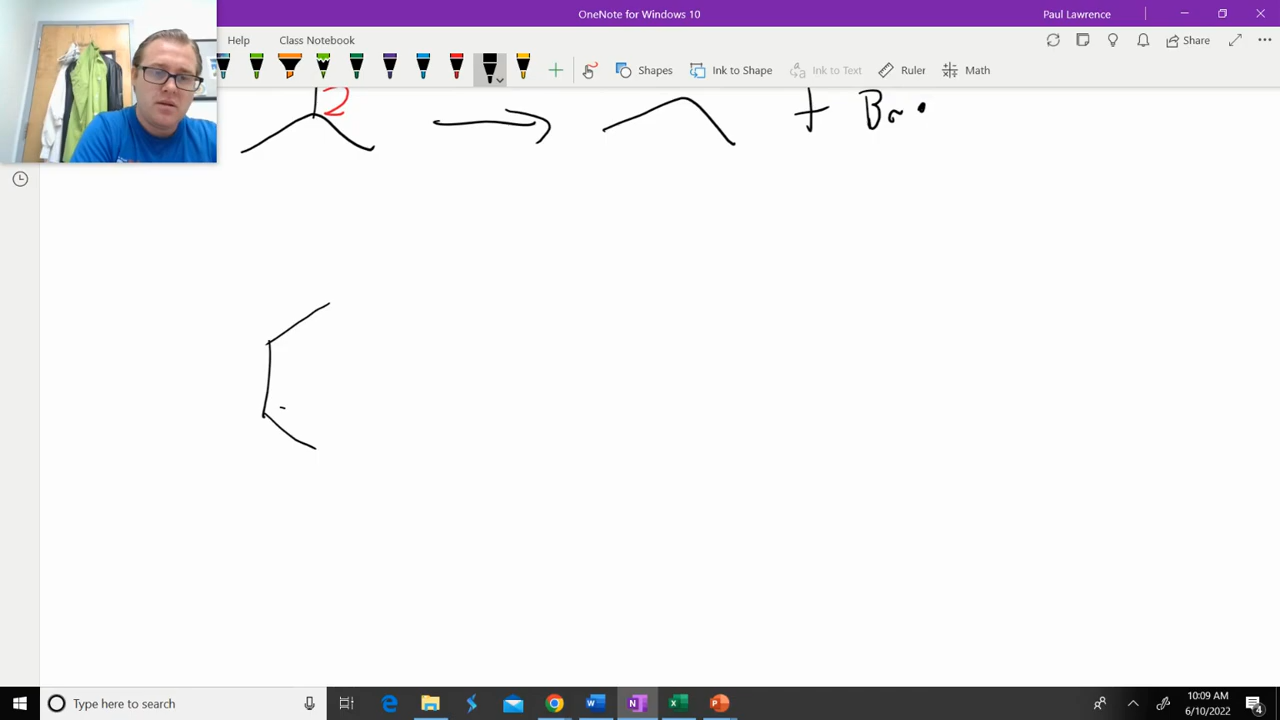 OneNote for Windows 10
Paul Lawrence
Help Class Notebook
Share
Shapes Ink to Shape Ink to Text Ruler Math
2
+ Br •
Type here to search
10:09 AM
6/10/2022
4